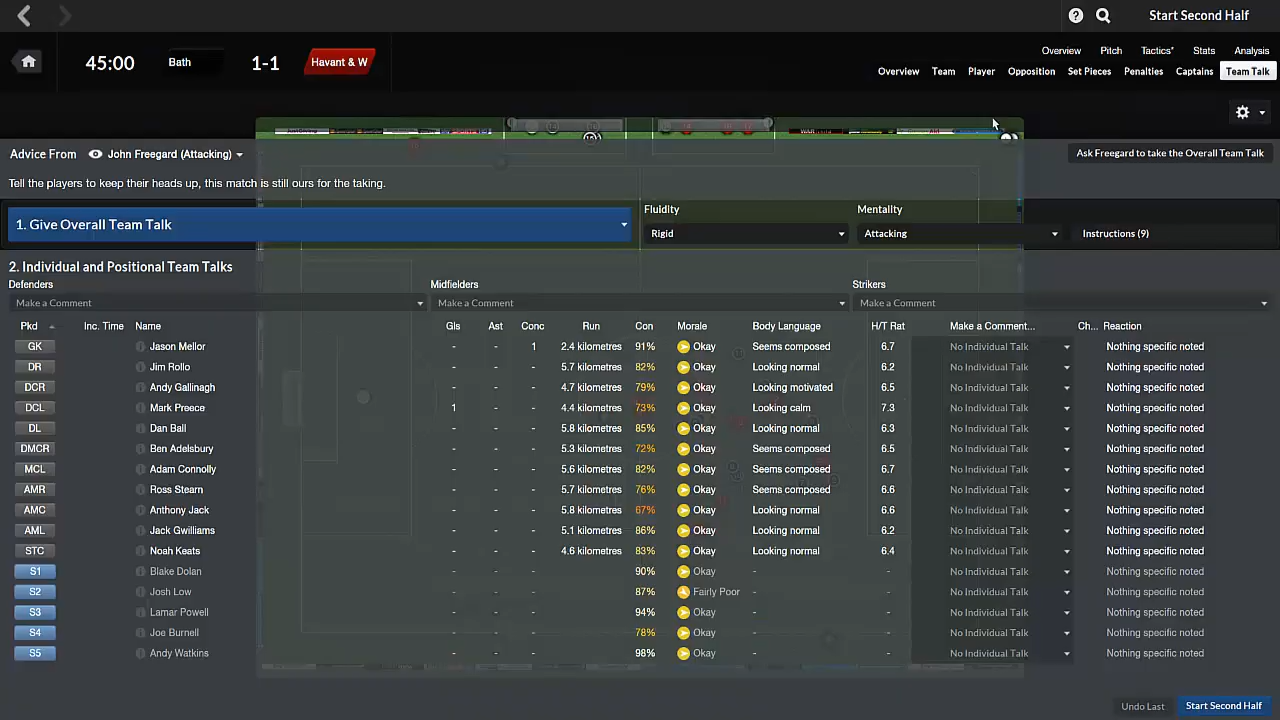 Start Second Half
45:00 Bath 1-1 Havant & W
Overview Pitch Tactics* Stats Analysis
Overview Team Player Opposition Set Pieces Penalties Captains Team Talk
Advice From John Freegard (Attacking) Ask Freegard to take the Overall Team Talk
Tell the players to keep their heads up, this match is still ours for the taking.
Fluidity Mentality
1. Give Overall Team Talk Rigid Attacking Instructions (9)
2. Individual and Positional Team Talks
Defenders Midfielders Strikers
Make a Comment Make a Comment Make a Comment
Pkd Inc. Time Name Gls Ast Conc Run Con Morale Body Language H/T Rat Make a Comment... Ch... Reaction
GK Jason Mellor - - 1 2.4 kilometres 91% Okay Seems composed 6.7 No Individual Talk Nothing specific noted
DR Jim Rollo - - - 5.7 kilometres 82% Okay Looking normal 6.2 No Individual Talk Nothing specific noted
DCR Andy Gallinagh - - - 4.7 kilometres 79% Okay Looking motivated 6.5 No Individual Talk Nothing specific noted
DCL Mark Preece 1 - - 4.4 kilometres 73% Okay Looking calm 7.3 No Individual Talk Nothing specific noted
DL Dan Ball - - - 5.8 kilometres 85% Okay Looking normal 6.3 No Individual Talk Nothing specific noted
DMCR Ben Adelsbury - - - 5.3 kilometres 72% Okay Seems composed 6.5 No Individual Talk Nothing specific noted
MCL Adam Connolly - - - 5.6 kilometres 82% Okay Seems composed 6.7 No Individual Talk Nothing specific noted
AMR Ross Stearn - - - 5.7 kilometres 76% Okay Seems composed 6.6 No Individual Talk Nothing specific noted
AMC Anthony Jack - - - 5.8 kilometres 67% Okay Looking normal 6.6 No Individual Talk Nothing specific noted
AML Jack Gwilliams - - - 5.1 kilometres 86% Okay Looking normal 6.2 No Individual Talk Nothing specific noted
STC Noah Keats - - - 4.6 kilometres 83% Okay Looking normal 6.4 No Individual Talk Nothing specific noted
S1 Blake Dolan 90% Okay - - No Individual Talk Nothing specific noted
S2 Josh Low 87% Fairly Poor - - No Individual Talk Nothing specific noted
S3 Lamar Powell 94% Okay - - No Individual Talk Nothing specific noted
S4 Joe Burnell 78% Okay - - No Individual Talk Nothing specific noted
S5 Andy Watkins 98% Okay - - No Individual Talk Nothing specific noted
Undo Last Start Second Half